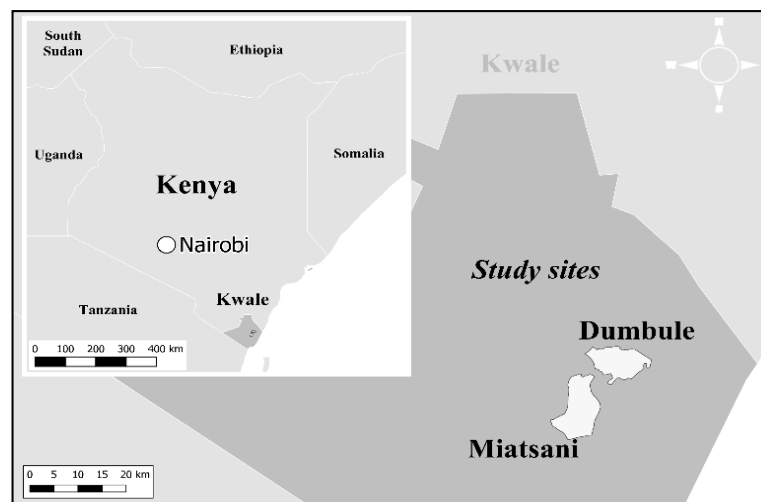 South
Sudan
Ethiopia
Uganda
Somalia
Kenya
Nairobi
Tanzania
Kwale
0 100 200 300 400 km
Kwale
Study sites
Dumbule
Miatsani
0 5 10 15 20 km